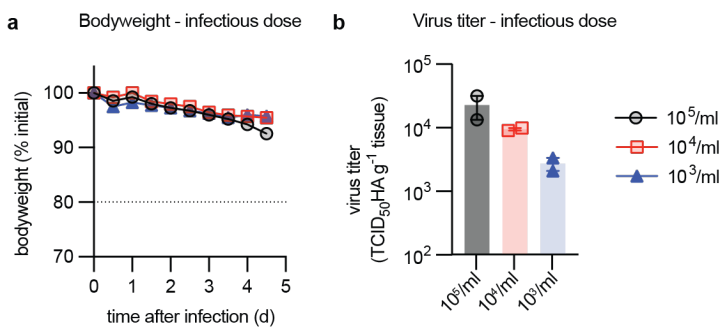 a
Bodyweight - infectious dose
bodyweight (% initial)
100
90
80
70
0 1 2 3 4 5
time after infection (d)
b
Virus titer - infectious dose
virus titer
(TCID₅₀HA g⁻¹ tissue)
10⁵
10⁴
10³
10²
10⁵/ml
10⁴/ml
10³/ml
10⁵/ml
10⁴/ml
10³/ml